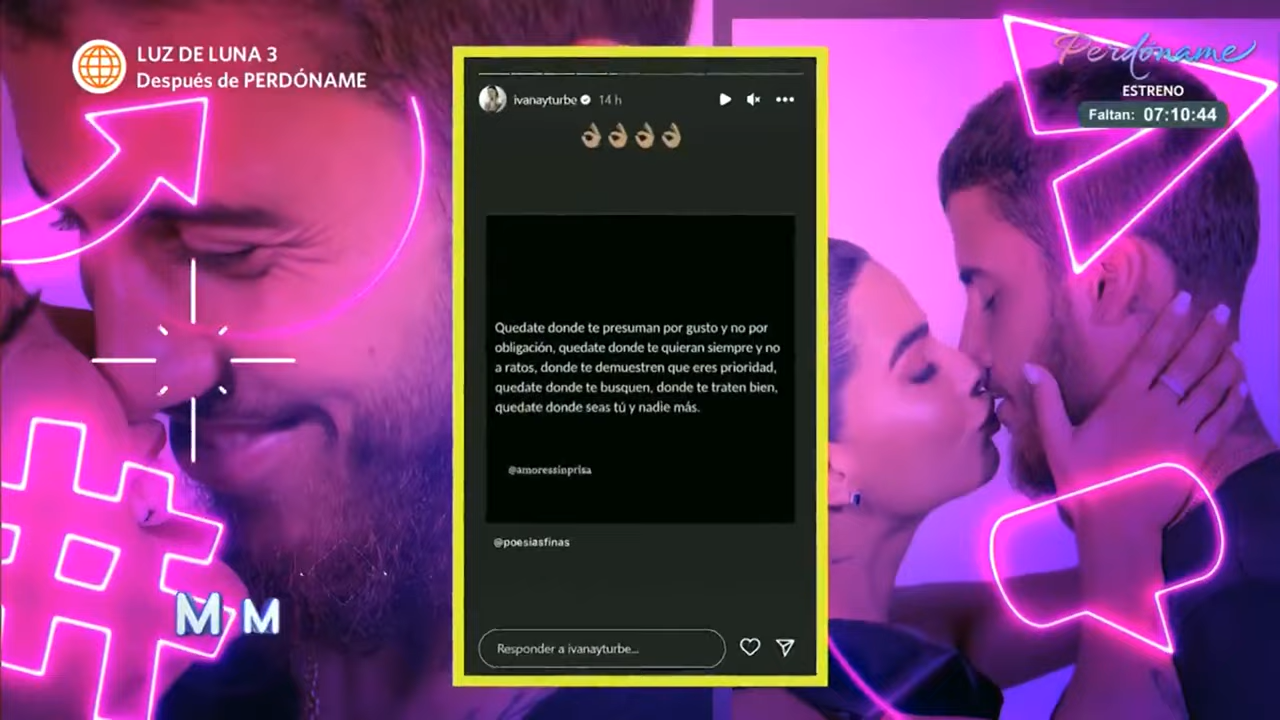 LUZ DE LUNA 3
Después de PERDÓNAME
Perdóname
ESTRENO
Faltan: 07:10:44
ivanayturbe 14 h
Quedate donde te presuman por gusto y no por
obligación, quedate donde te quieran siempre y no
a ratos, donde te demuestren que eres prioridad,
quedate donde te busquen, donde te traten bien,
quedate donde seas tú y nadie más.
@amoressinprisa
@poesiasfinas
Responder a ivanayturbe...
M M